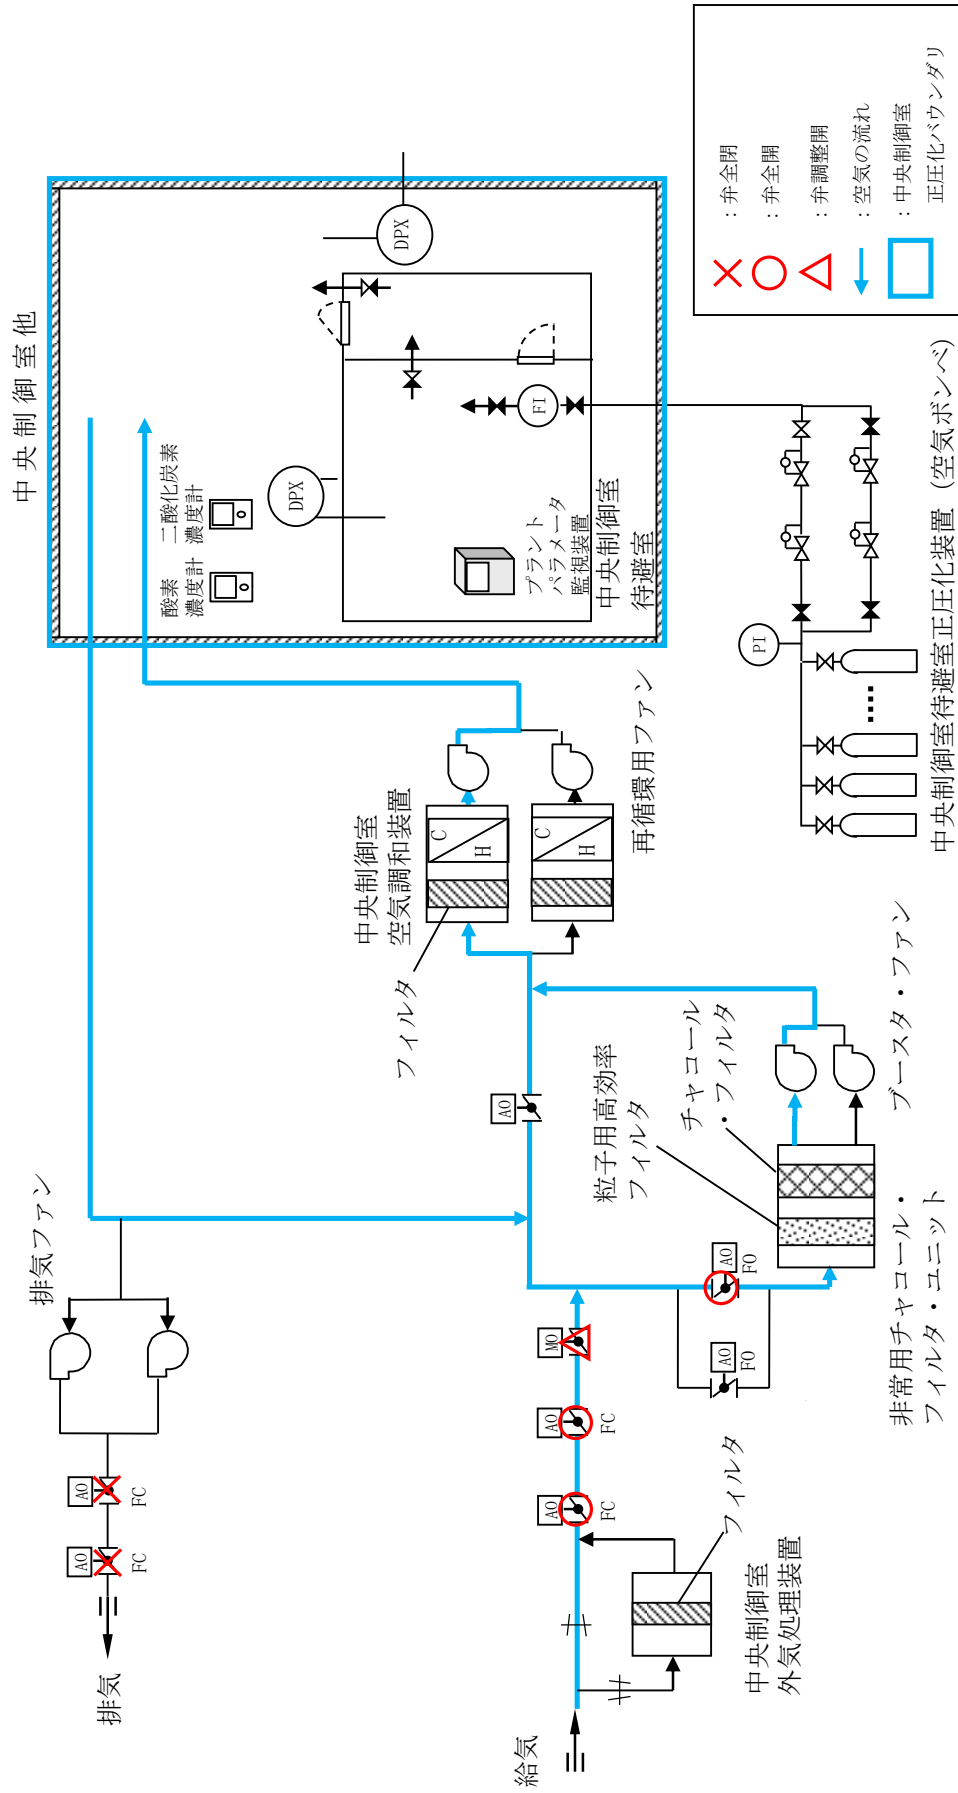 中央制御室他
酸素
濃度計
二酸化炭素
濃度計
DPX
DPX
プラント
パラメータ
監視装置
中央制御室
待避室
FI
PI
中央制御室待避室正圧化装置(空気ボンベ)
:弁全閉
:弁全開
:弁調整開
:空気の流れ
:中央制御室
正圧化バウンダリ
排気
AO
FC
AO
FC
排気ファン
中央制御室
空気調和装置
フィルタ
C
H
C
H
再循環用ファン
AO
給気
中央制御室
外気処理装置
フィルタ
AO
FC
AO
FC
MO
AO
FO
AO
FO
粒子用高効率
フィルタ
チャコール
・フィルタ
ブースタ・ファン
非常用チャコール・
フィルタ・ユニット